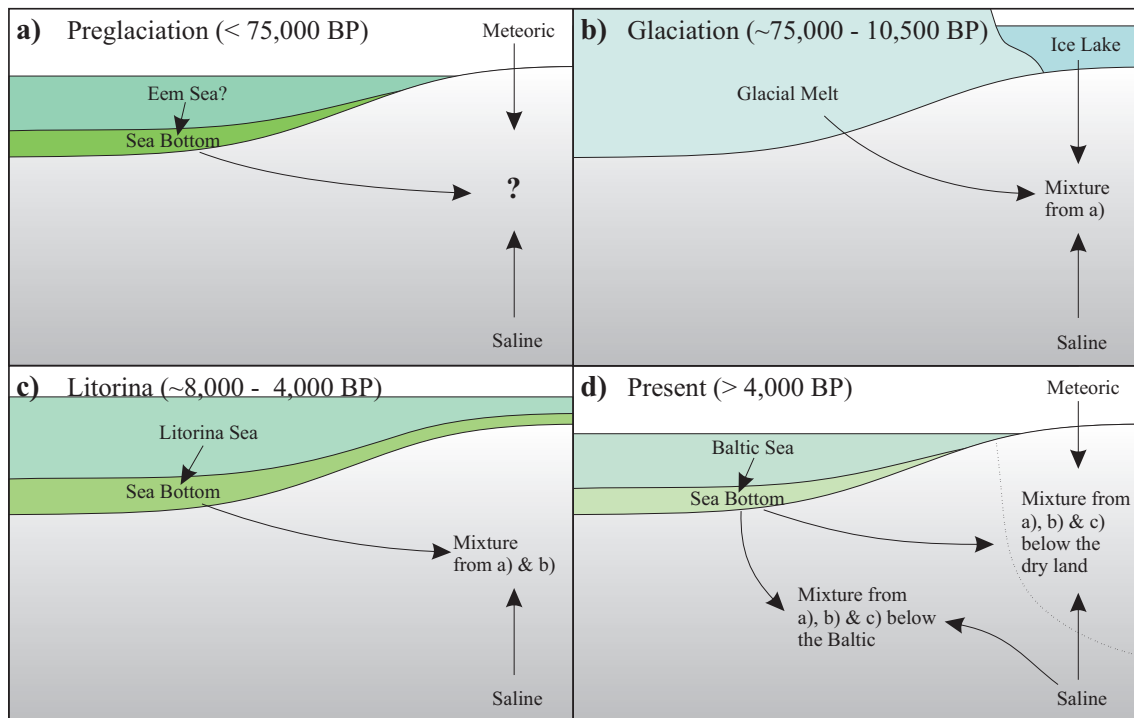 a) Preglaciation (< 75,000 BP)
Meteoric
Eem Sea?
Sea Bottom
?
Saline
b) Glaciation (~75,000 - 10,500 BP)
Ice Lake
Glacial Melt
Mixture
from a)
Saline
c) Litorina (~8,000 - 4,000 BP)
Litorina Sea
Sea Bottom
Mixture
from a) & b)
Saline
d) Present (> 4,000 BP)
Meteoric
Baltic Sea
Sea Bottom
Mixture from
a), b) & c)
below the
dry land
Mixture from
a), b) & c) below
the Baltic
Saline